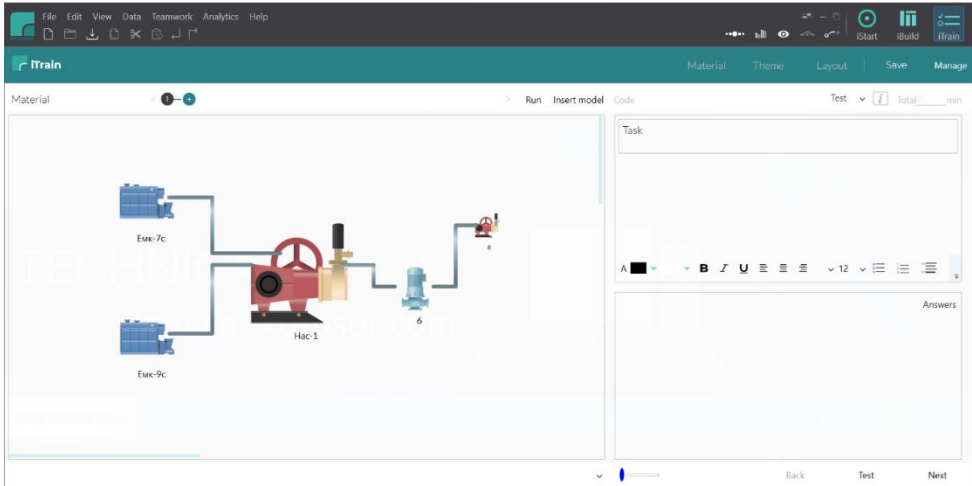 File Edit View Data Teamwork Analytics Help
iStart iBuild iTrain
iTrain
Material Theme Layout Save Manage
Material 1 Run Insert model Code Test i Total 0 min
Task
Емк-7с
8
6
Нас-1
Емк-9с
A B I U 12
Answers
Back Test Next